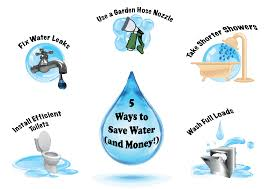 Use a Garden Hose Nozzle
Fix Water Leaks
Take Shorter Showers
5
Ways to
Save Water
(and Money!)
Install Efficient
Toilets
Wash Full Loads